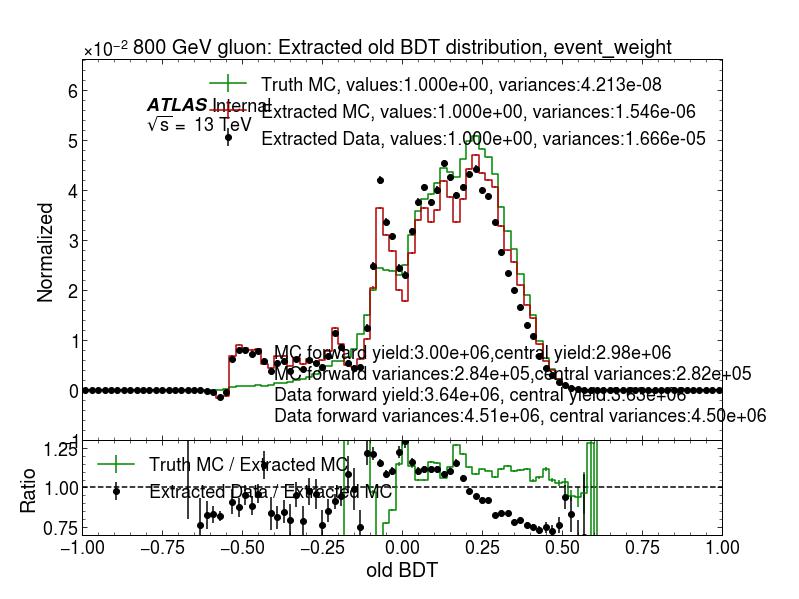 ×10⁻² 800 GeV gluon: Extracted old BDT distribution, event_weight
Truth MC, values:1.000e+00, variances:4.213e-08
ATLAS Internal
Extracted MC, values:1.000e+00, variances:1.546e-06
√s = 13 TeV
Extracted Data, values:1.000e+00, variances:1.666e-05
6
5
4
3
2
1
0
−1
Normalized
MC forward yield:3.00e+06,central yield:2.98e+06
MC forward variances:2.84e+05,central variances:2.82e+05
Data forward yield:3.64e+06, central yield:3.63e+06
Data forward variances:4.51e+06, central variances:4.50e+06
1.25
1.00
0.75
Ratio
Truth MC / Extracted MC
Extracted Data / Extracted MC
−1.00 −0.75 −0.50 −0.25 0.00 0.25 0.50 0.75 1.00
old BDT